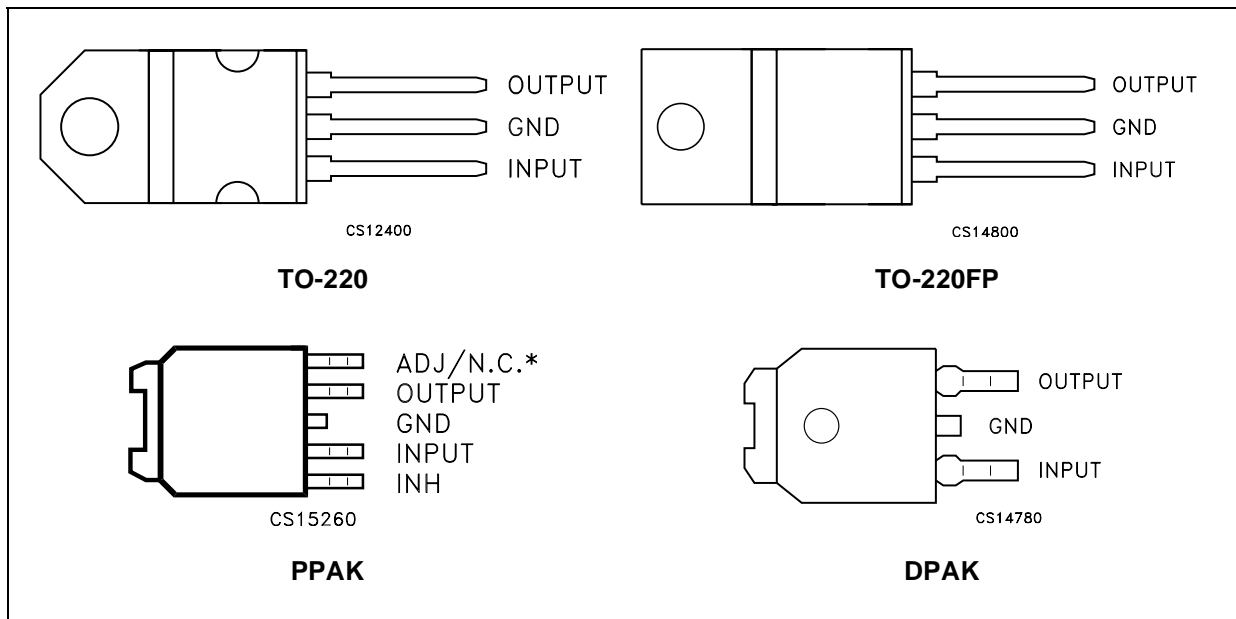 OUTPUT
GND
INPUT
CS12400
TO-220
OUTPUT
GND
INPUT
CS14800
TO-220FP
ADJ/N.C.*
OUTPUT
GND
INPUT
INH
CS15260
PPAK
OUTPUT
GND
INPUT
CS14780
DPAK